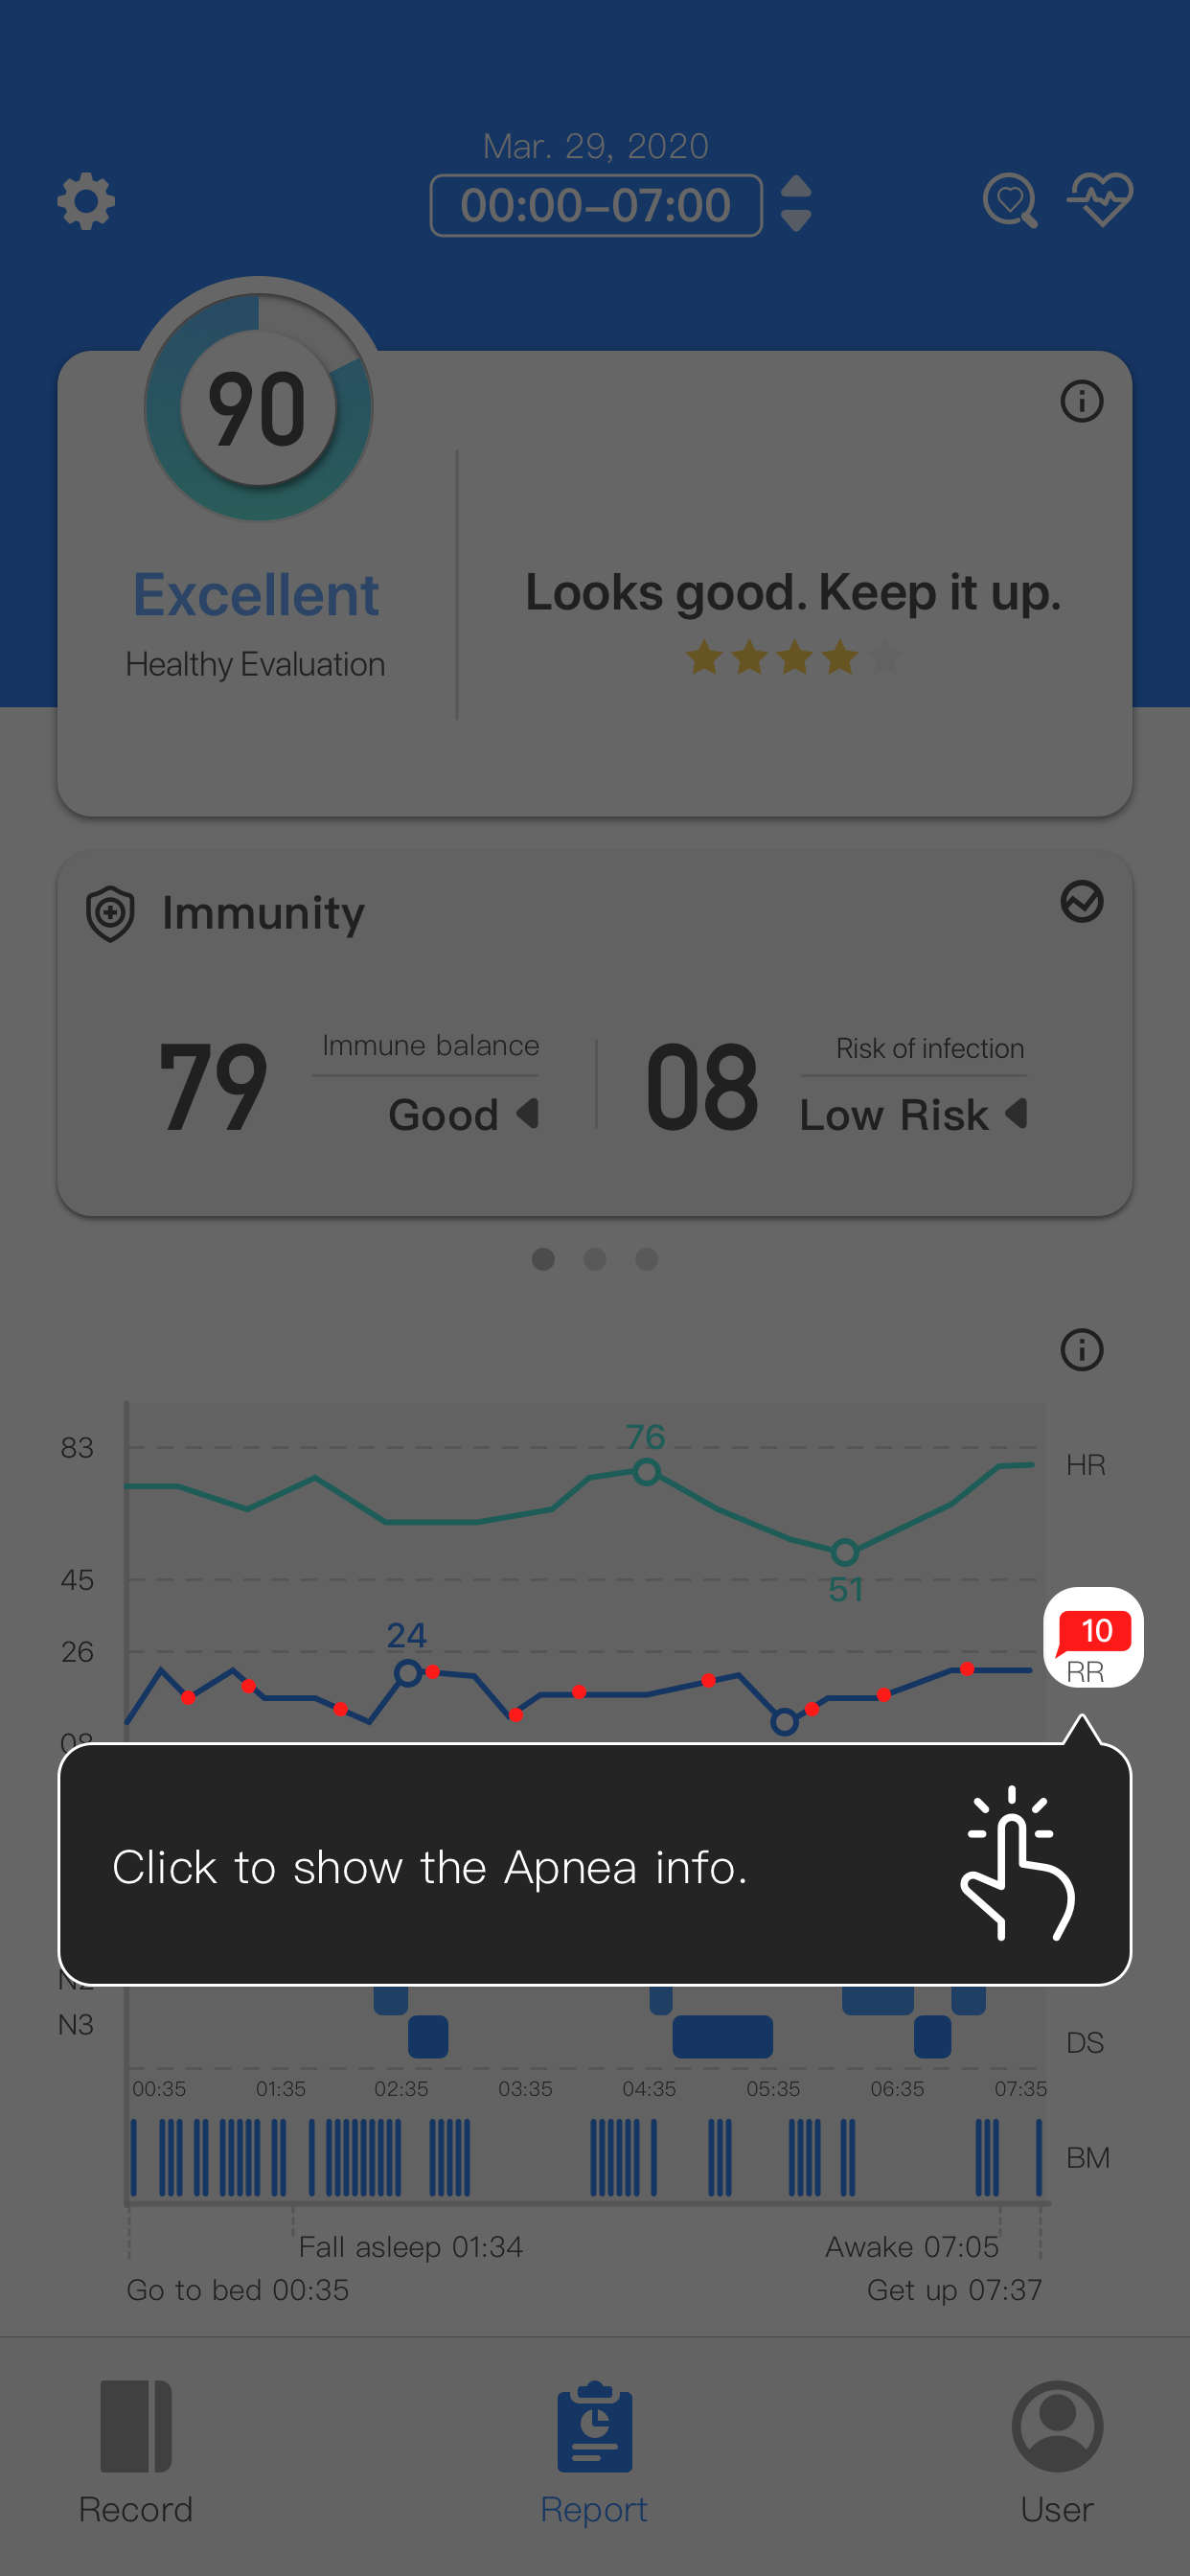 Mar. 29, 2020
00:00–07:00
90
Excellent
Healthy Evaluation
Looks good. Keep it up.
Immunity
79
Immune balance
Good
08
Risk of infection
Low Risk
83
76
HR
45
51
26
24
10
RR
08
Click to show the Apnea info.
N2
N3
DS
00:35 01:35 02:35 03:35 04:35 05:35 06:35 07:35
BM
Fall asleep 01:34
Awake 07:05
Go to bed 00:35
Get up 07:37
Record
Report
User